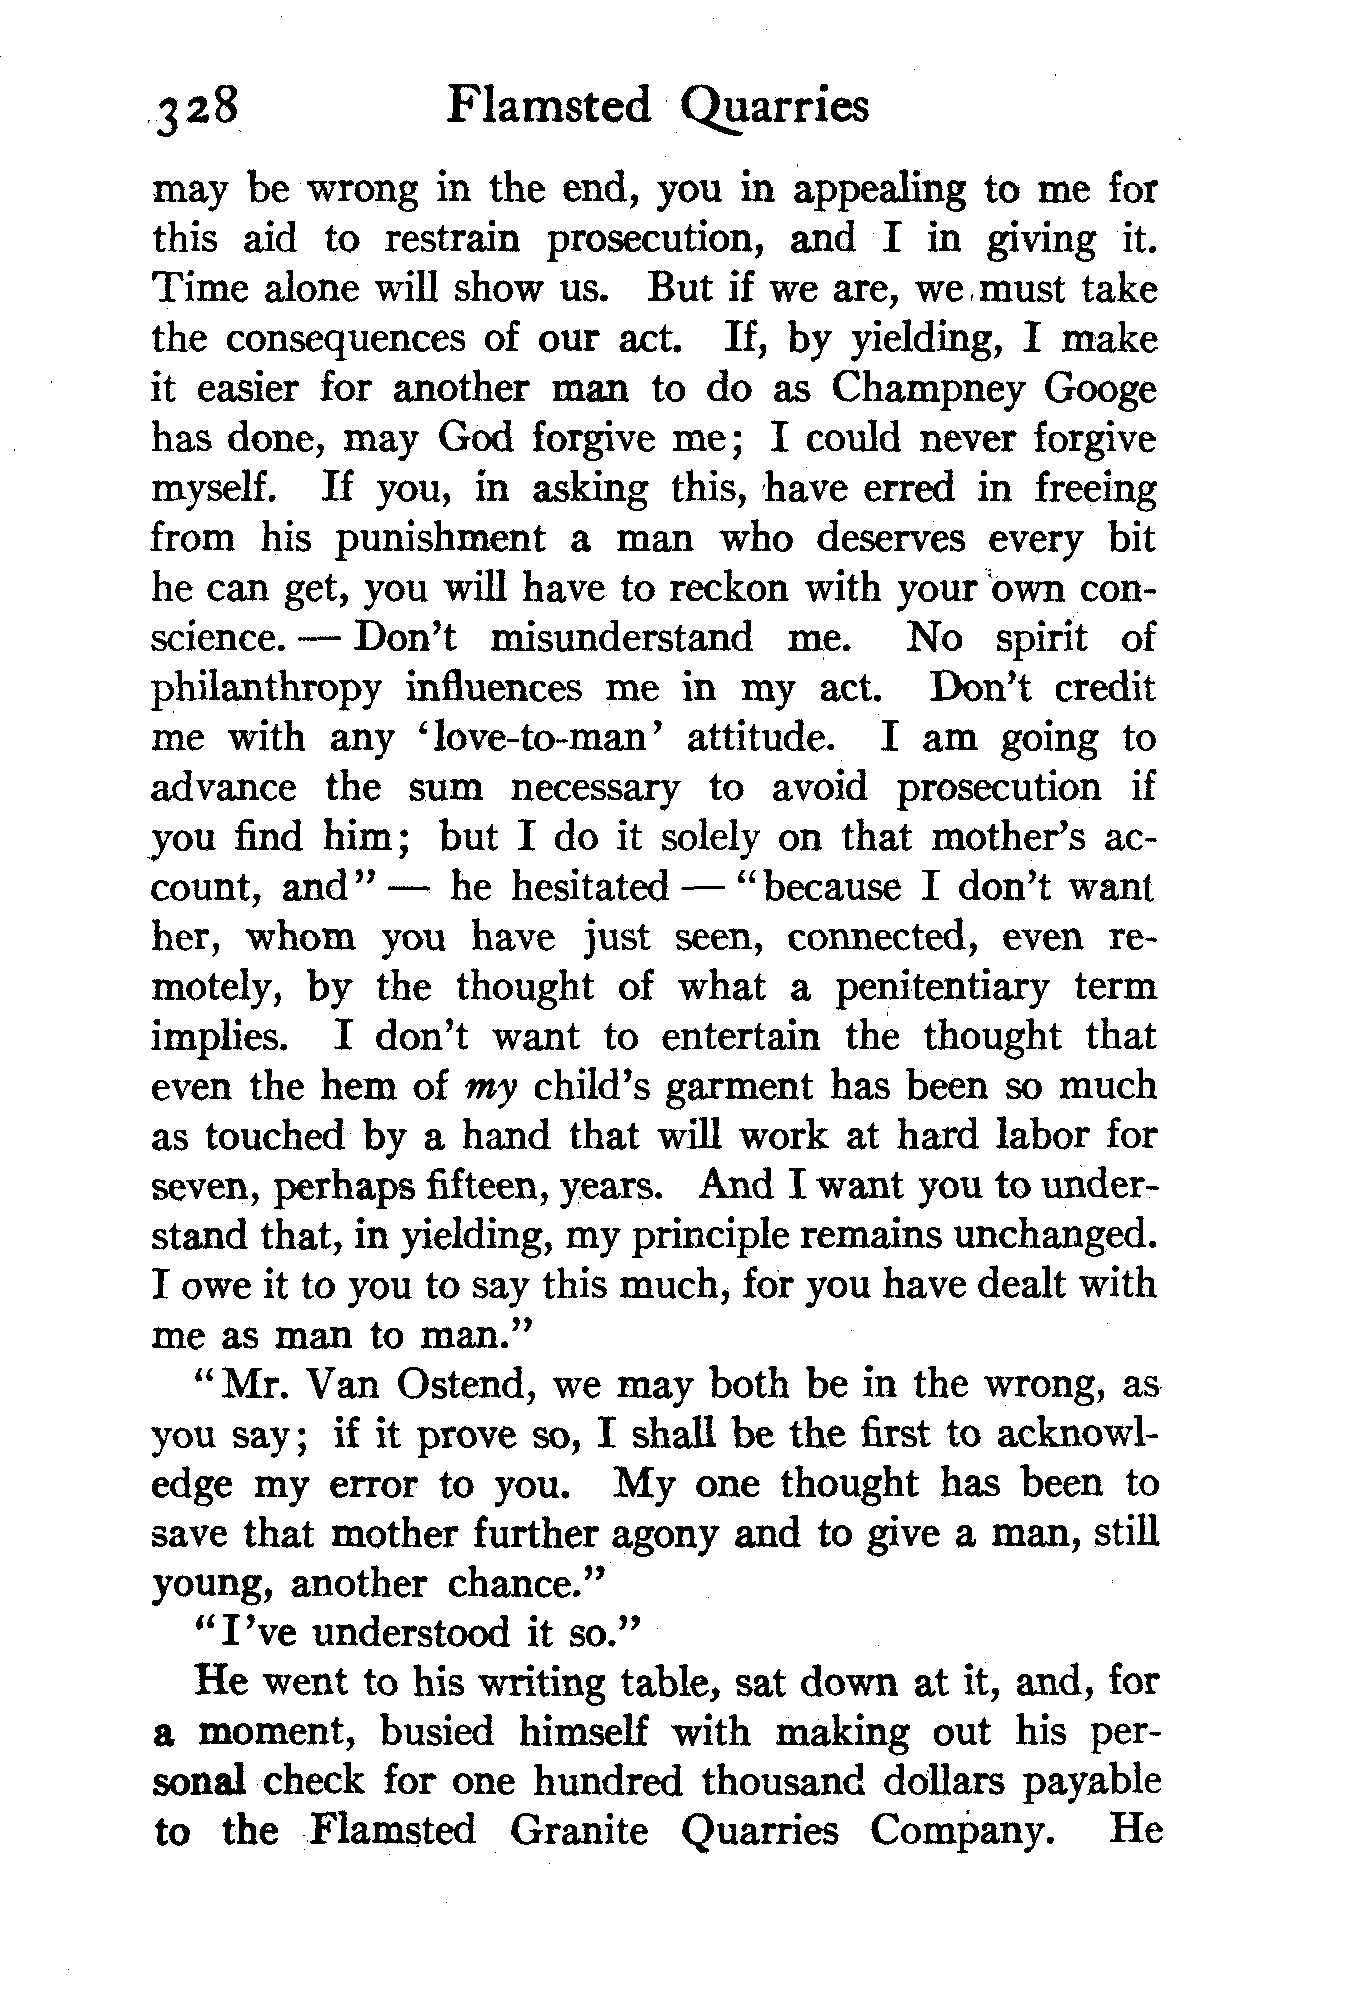 328 Flamsted Quarries
may be wrong in the end, you in appealing to me for
this aid to restrain prosecution, and I in giving it.
Time alone will show us. But if we are, we must take
the consequences of our act. If, by yielding, I make
it easier for another man to do as Champney Googe
has done, may God forgive me; I could never forgive
myself. If you, in asking this, have erred in freeing
from his punishment a man who deserves every bit
he can get, you will have to reckon with your own con-
science. — Don't misunderstand me. No spirit of
philanthropy influences me in my act. Don't credit
me with any 'love-to-man' attitude. I am going to
advance the sum necessary to avoid prosecution if
you find him; but I do it solely on that mother's ac-
count, and" — he hesitated — "because I don't want
her, whom you have just seen, connected, even re-
motely, by the thought of what a penitentiary term
implies. I don't want to entertain the thought that
even the hem of my child's garment has been so much
as touched by a hand that will work at hard labor for
seven, perhaps fifteen, years. And I want you to under-
stand that, in yielding, my principle remains unchanged.
I owe it to you to say this much, for you have dealt with
me as man to man."
"Mr. Van Ostend, we may both be in the wrong, as
you say; if it prove so, I shall be the first to acknowl-
edge my error to you. My one thought has been to
save that mother further agony and to give a man, still
young, another chance."
"I've understood it so."
He went to his writing table, sat down at it, and, for
a moment, busied himself with making out his per-
sonal check for one hundred thousand dollars payable
to the Flamsted Granite Quarries Company. He